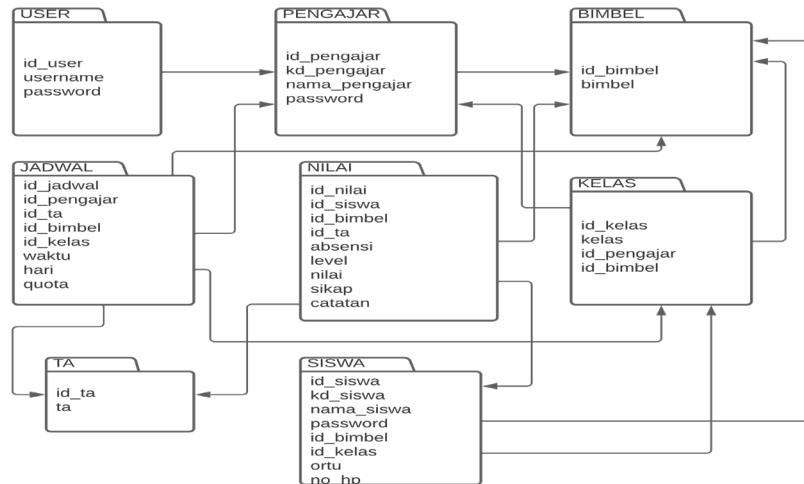 USER
id_user
username
password
PENGAJAR
id_pengajar
kd_pengajar
nama_pengajar
password
BIMBEL
id_bimbel
bimbel
JADWAL
id_jadwal
id_pengajar
id_ta
id_bimbel
id_kelas
waktu
hari
quota
NILAI
id_nilai
id_siswa
id_bimbel
id_ta
absensi
level
nilai
sikap
catatan
KELAS
id_kelas
kelas
id_pengajar
id_bimbel
TA
id_ta
ta
SISWA
id_siswa
kd_siswa
nama_siswa
password
id_bimbel
id_kelas
ortu
no_hp